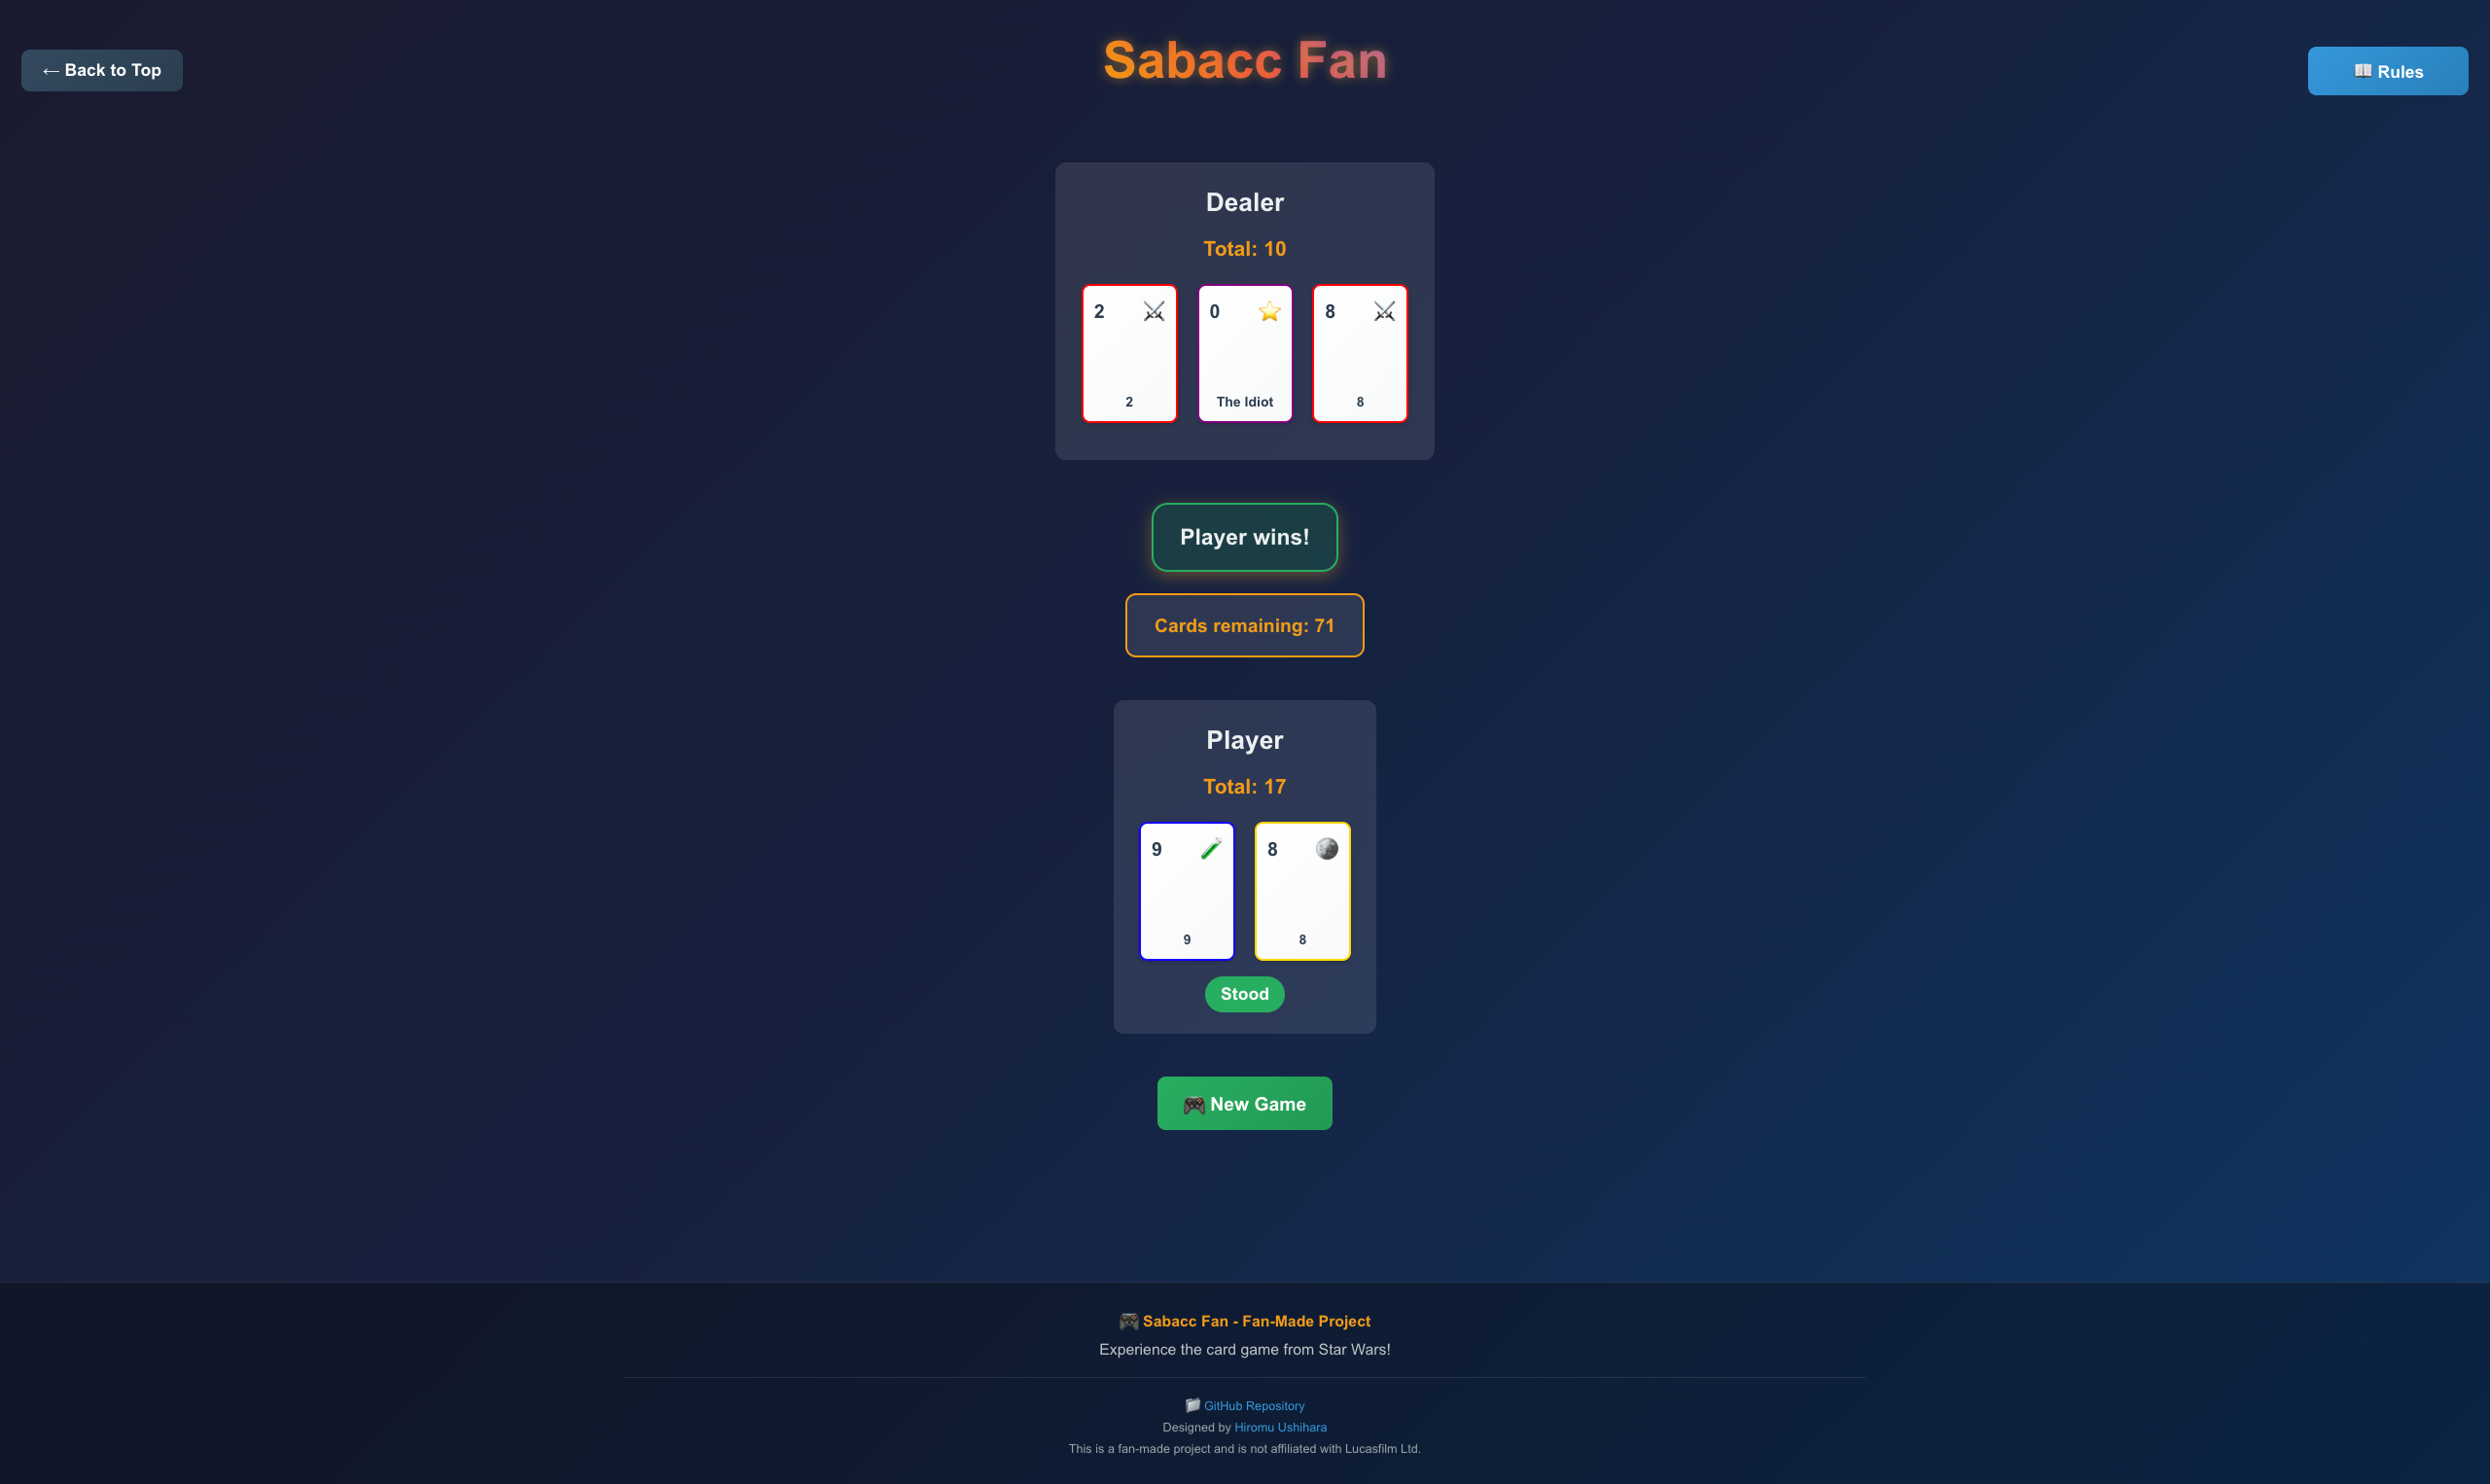 ← Back to Top
Sabacc Fan
📖 Rules
Dealer
Total: 10
2 ⚔️ 0 ⭐ 8 ⚔️
2 The Idiot 8
Player wins!
Cards remaining: 71
Player
Total: 17
9 🧪 8 🪙
9 8
Stood
🎮 New Game
🎮 Sabacc Fan - Fan-Made Project
Experience the card game from Star Wars!
📁 GitHub Repository
Designed by Hiromu Ushihara
This is a fan-made project and is not affiliated with Lucasfilm Ltd.